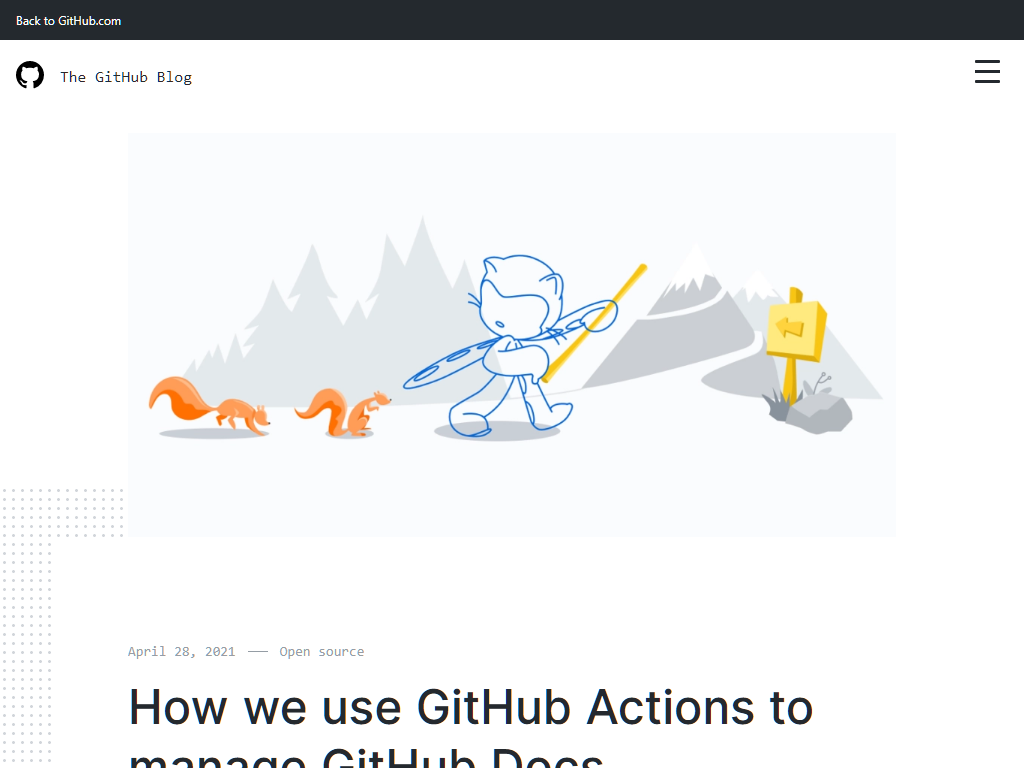 Back to GitHub.com
The GitHub Blog
April 28, 2021 — Open source
How we use GitHub Actions to
manage GitHub Docs